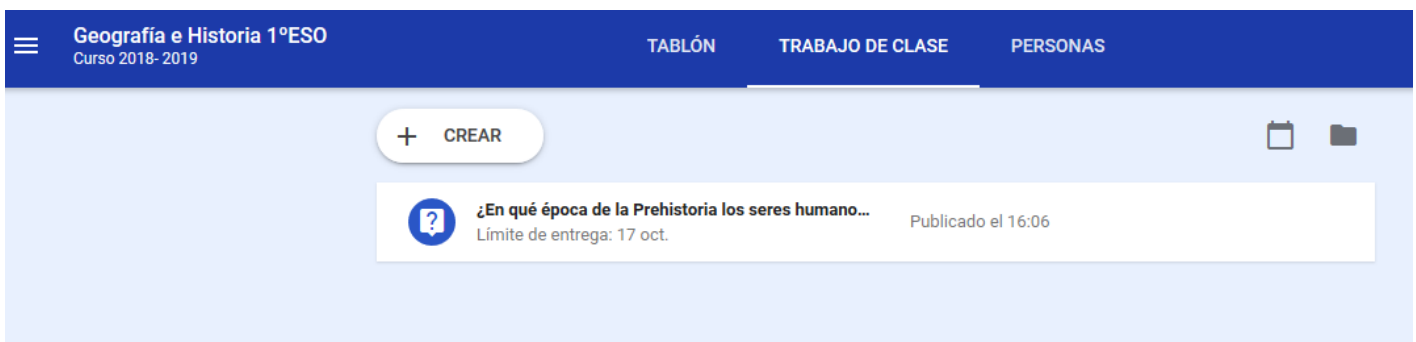 Geografía e Historia 1ºESO
Curso 2018- 2019
TABLÓN
TRABAJO DE CLASE
PERSONAS
CREAR
¿En qué época de la Prehistoria los seres humano...
Límite de entrega: 17 oct.
Publicado el 16:06